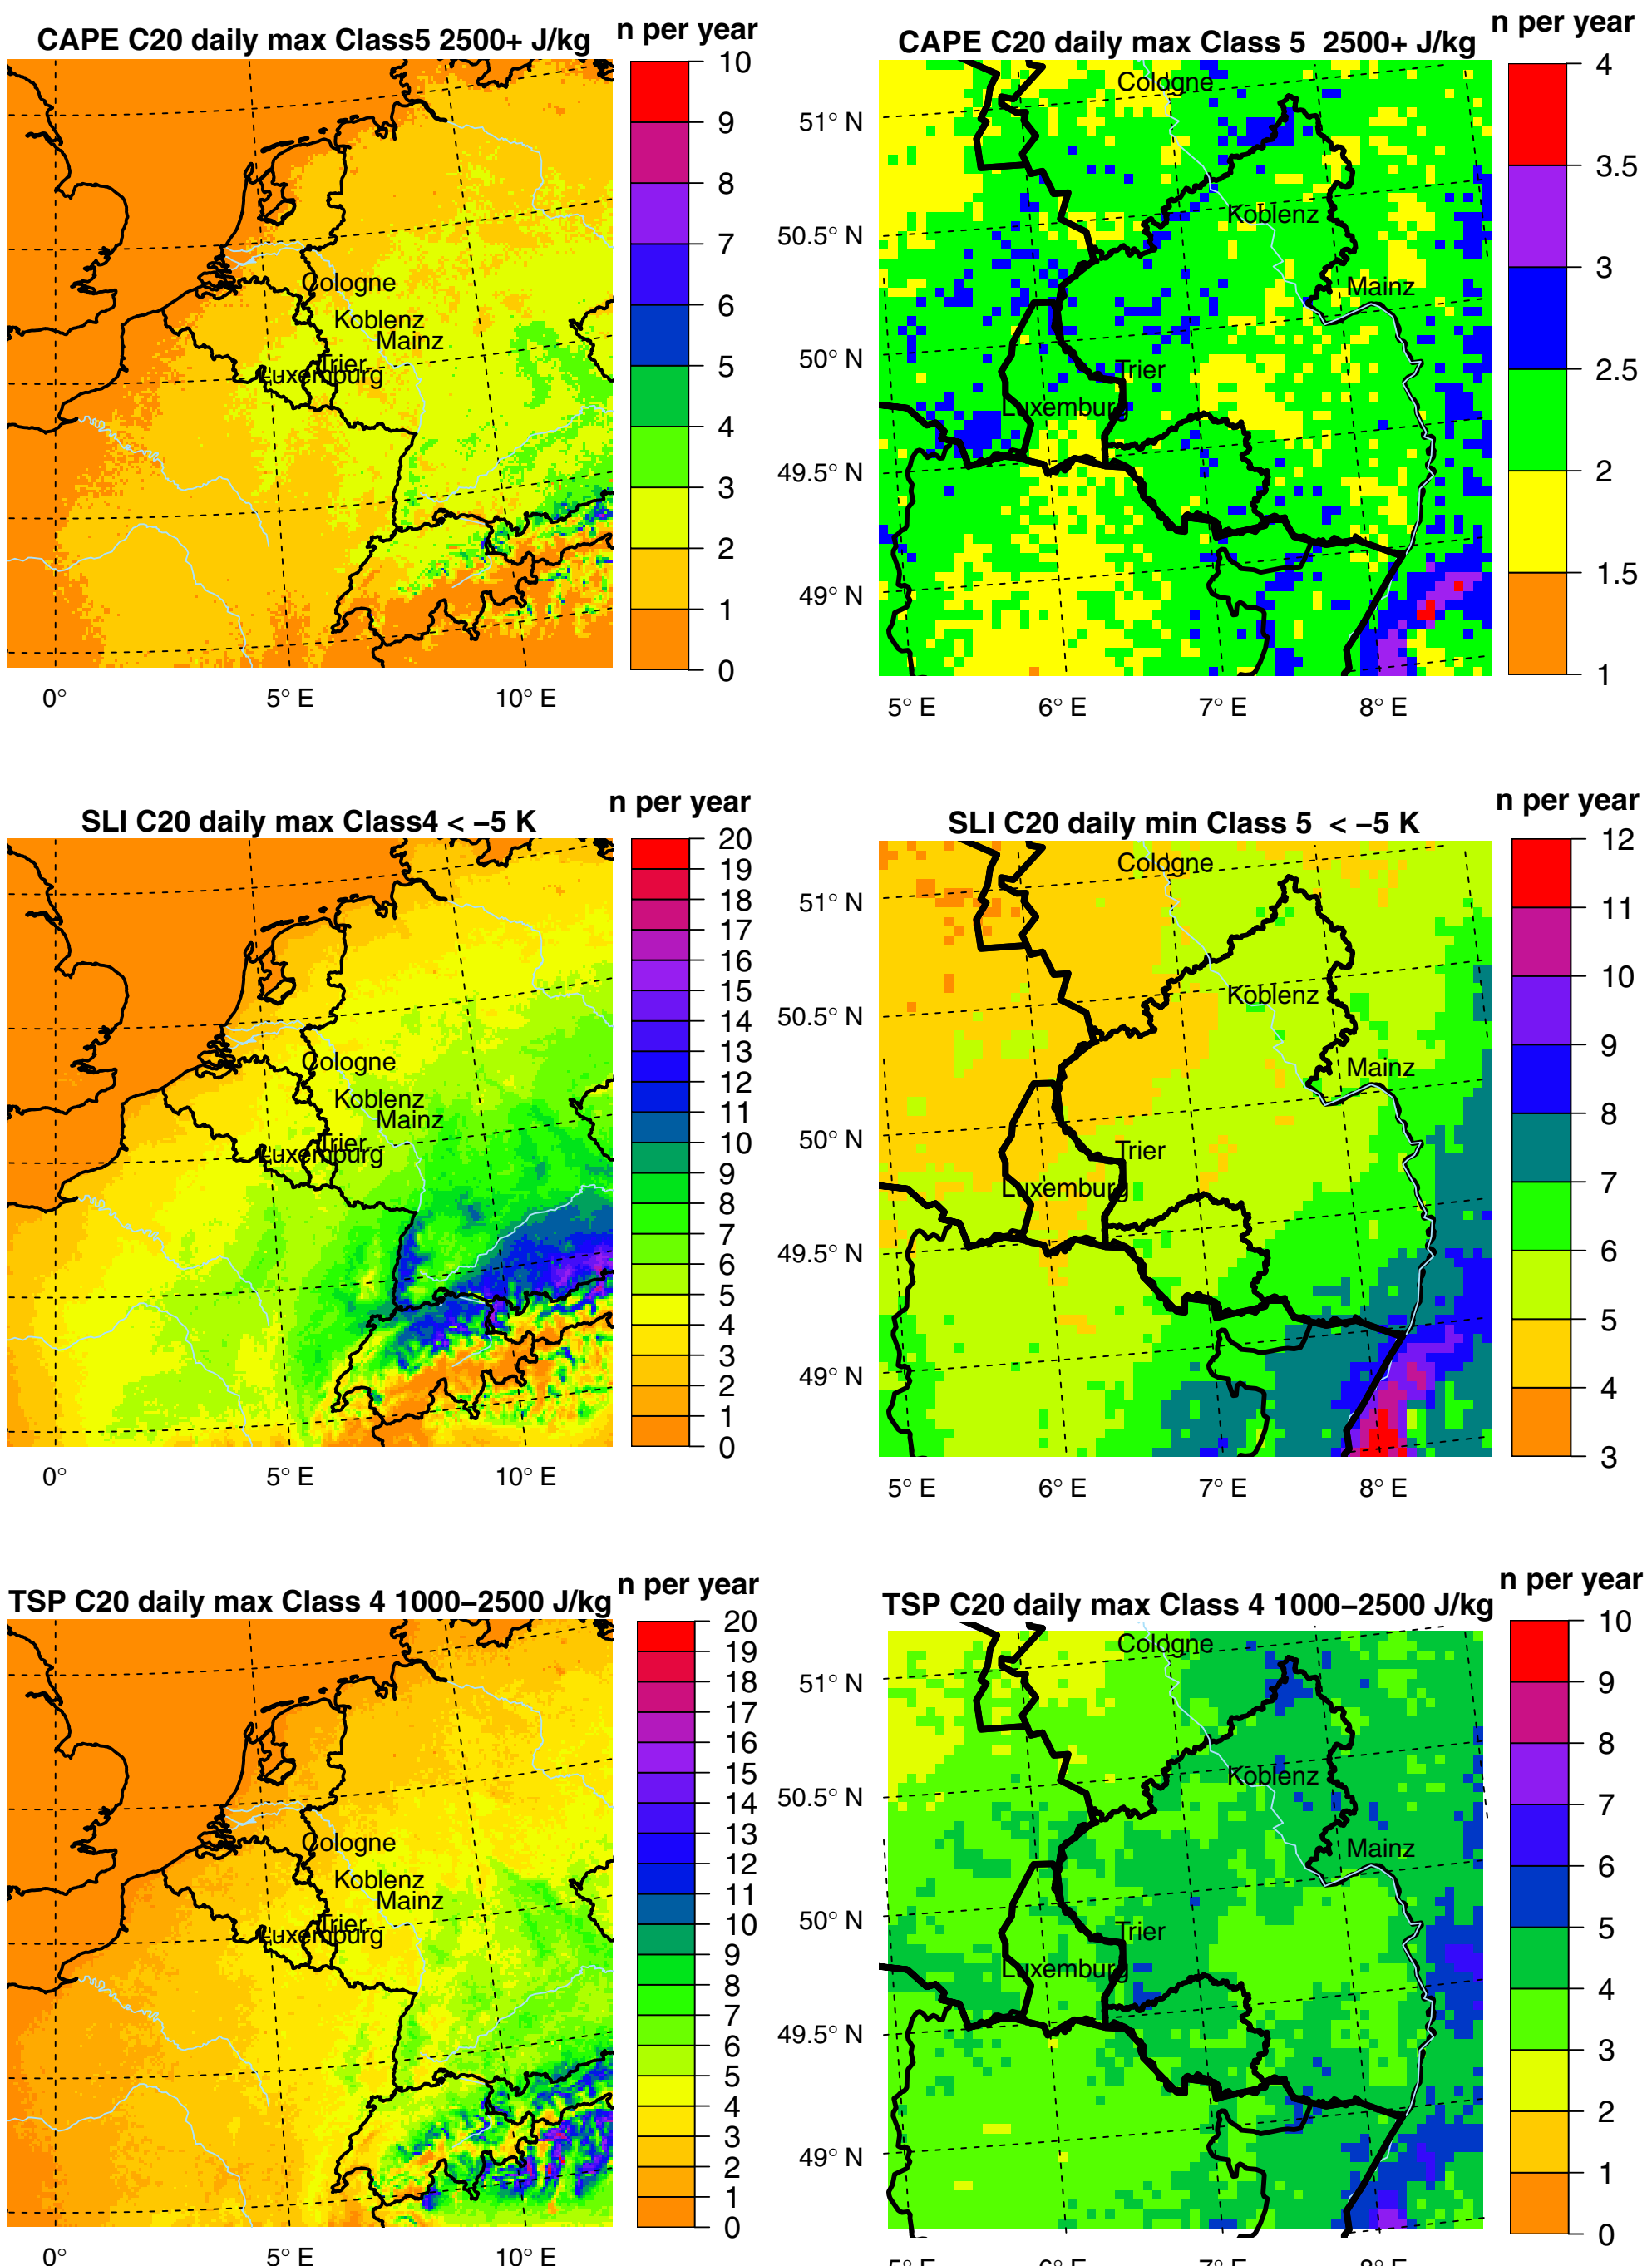 CAPE C20 daily max Class5 2500+ J/kg
n per year
10
9
8
7
6
5
4
3
2
1
0
Cologne
Koblenz
Mainz
Trier
Luxemburg
0°
5° E
10° E
CAPE C20 daily max Class 5 2500+ J/kg
n per year
4
3.5
3
2.5
2
1.5
1
51° N
50.5° N
50° N
49.5° N
49° N
Cologne
Koblenz
Mainz
Trier
Luxemburg
5° E
6° E
7° E
8° E
SLI C20 daily max Class4 < −5 K
n per year
20
19
18
17
16
15
14
13
12
11
10
9
8
7
6
5
4
3
2
1
0
Cologne
Koblenz
Mainz
Trier
Luxemburg
0°
5° E
10° E
SLI C20 daily min Class 5 < −5 K
n per year
12
11
10
9
8
7
6
5
4
3
51° N
50.5° N
50° N
49.5° N
49° N
Cologne
Koblenz
Mainz
Trier
Luxemburg
5° E
6° E
7° E
8° E
TSP C20 daily max Class 4 1000−2500 J/kg
n per year
20
19
18
17
16
15
14
13
12
11
10
9
8
7
6
5
4
3
2
1
0
Cologne
Koblenz
Mainz
Trier
Luxemburg
0°
5° E
10° E
TSP C20 daily max Class 4 1000−2500 J/kg
n per year
10
9
8
7
6
5
4
3
2
1
0
51° N
50.5° N
50° N
49.5° N
49° N
Cologne
Koblenz
Mainz
Trier
Luxemburg